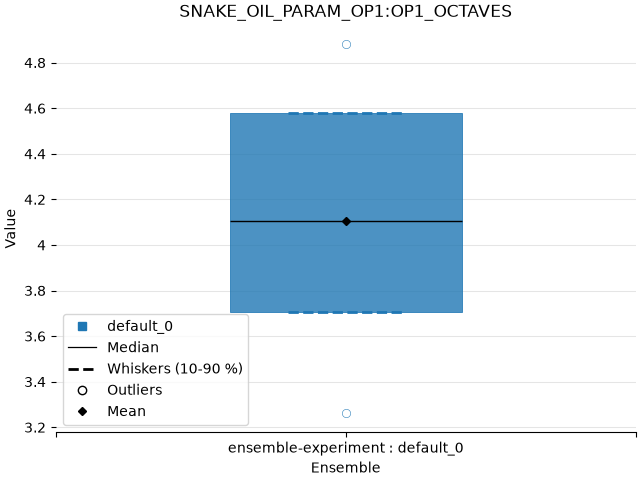 SNAKE_OIL_PARAM_OP1:OP1_OCTAVES
4.8
4.6
4.4
4.2
4
3.8
3.6
3.4
3.2
Value
default_0
Median
Whiskers (10-90 %)
Outliers
Mean
ensemble-experiment : default_0
Ensemble